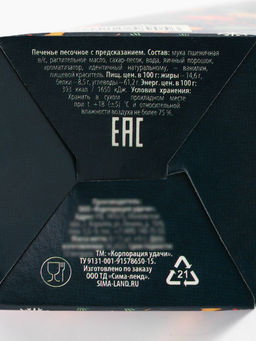 Печенье песочное с предсказанием. Состав: мука пшеничная
в/с, растительное масло, сахар-песок, вода, яичный порошок,
ароматизатор, идентичный натуральному, — ванилин,
пищевой краситель. Пищ. цен. в 100 г: жиры – 14,6 г,
белки – 8,5 г, углеводы – 61,2 г. Энерг. цен. в 100 г:
393 ккал / 1650 кДж. Условия хранения:
Хранить в сухом прохладном месте
при t +18 (±5) °C и относительной
влажности воздуха не более 75 %.
EAC
ТМ: «Корпорация удачи».
ТУ 9131-001-91578650-15.
Изготовлено по заказу
ООО ТД «Сима-ленд».
SIMA-LAND.RU
21